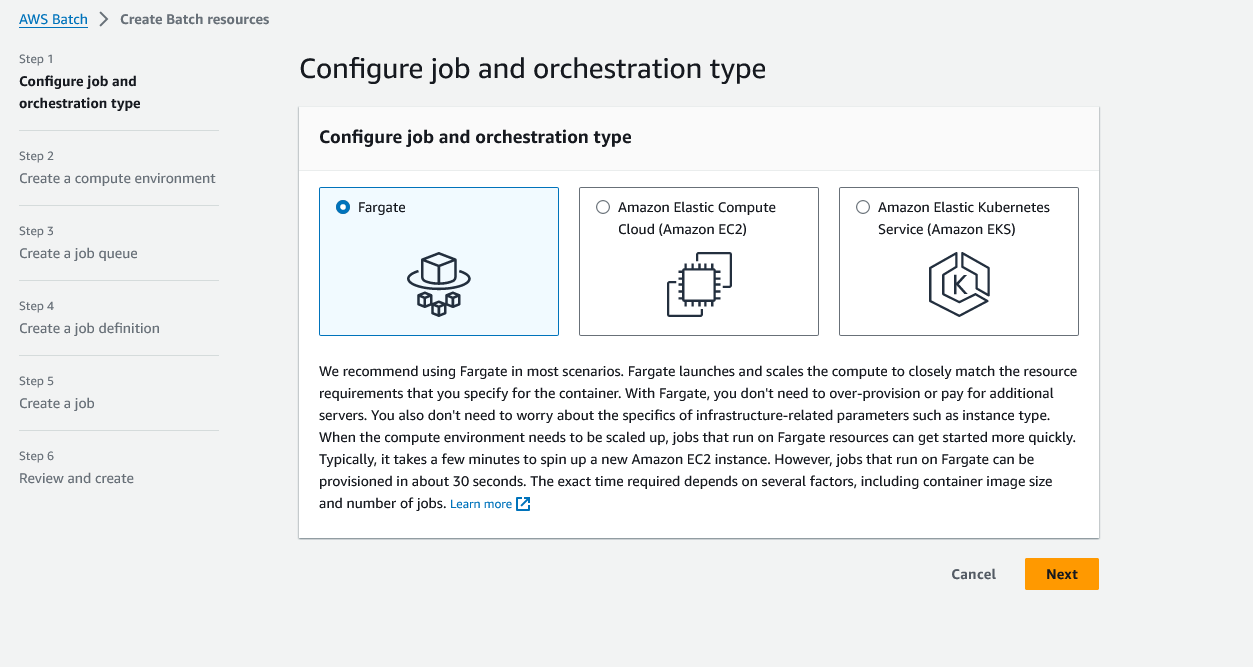 AWS Batch > Create Batch resources
Step 1
Configure job and
orchestration type
Step 2
Create a compute environment
Step 3
Create a job queue
Step 4
Create a job definition
Step 5
Create a job
Step 6
Review and create
Configure job and orchestration type
Configure job and orchestration type
Fargate
Amazon Elastic Compute
Cloud (Amazon EC2)
Amazon Elastic Kubernetes
Service (Amazon EKS)
K
We recommend using Fargate in most scenarios. Fargate launches and scales the compute to closely match the resource
requirements that you specify for the container. With Fargate, you don't need to over-provision or pay for additional
servers. You also don't need to worry about the specifics of infrastructure-related parameters such as instance type.
When the compute environment needs to be scaled up, jobs that run on Fargate resources can get started more quickly.
Typically, it takes a few minutes to spin up a new Amazon EC2 instance. However, jobs that run on Fargate can be
provisioned in about 30 seconds. The exact time required depends on several factors, including container image size
and number of jobs. Learn more
Cancel
Next